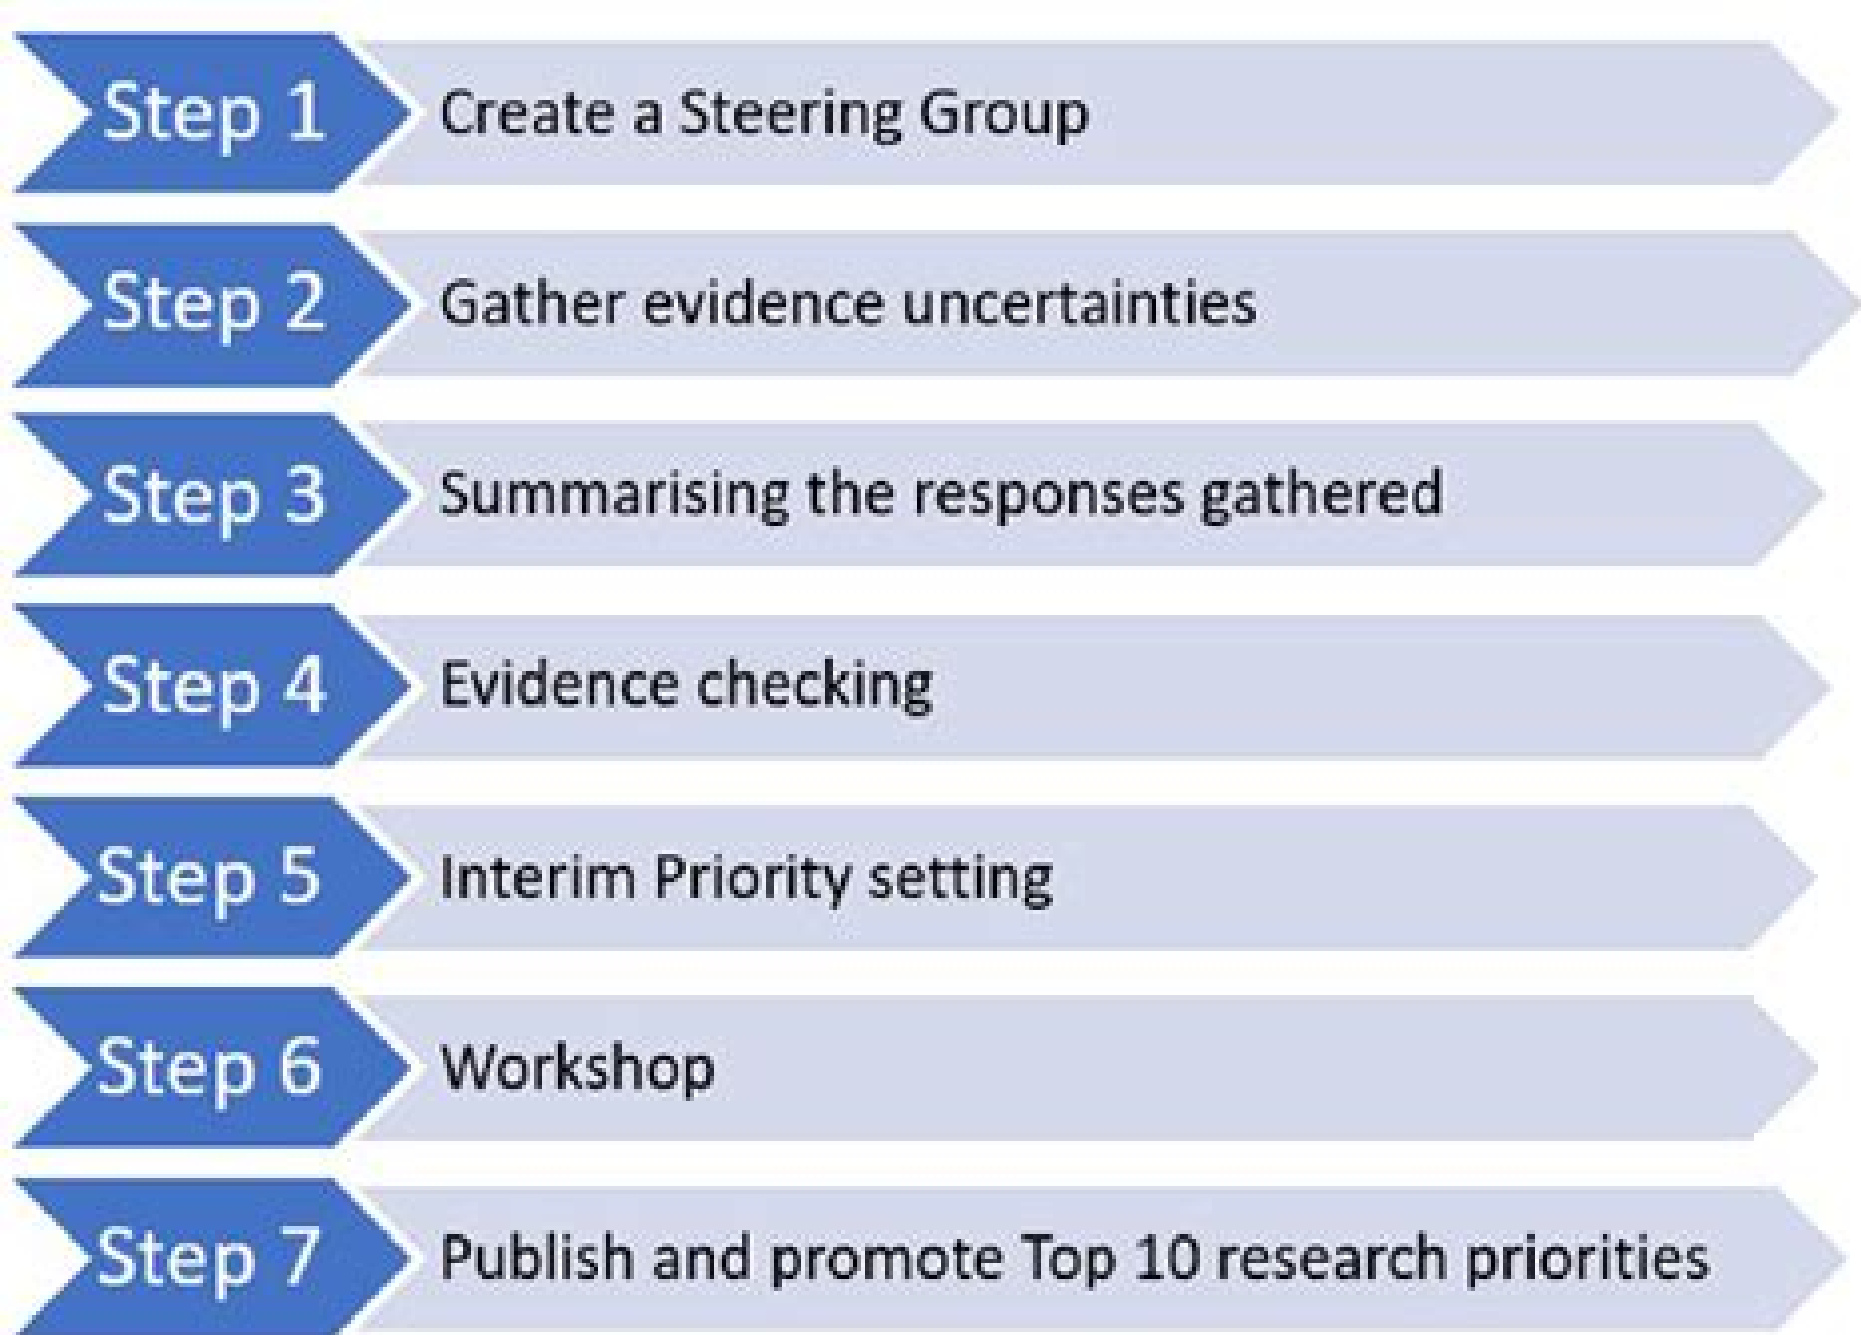 Step 1 Create a Steering Group
Step 2 Gather evidence uncertainties
Step 3 Summarising the responses gathered
Step 4 Evidence checking
Step 5 Interim Priority setting
Step 6 Workshop
Step 7 Publish and promote Top 10 research priorities